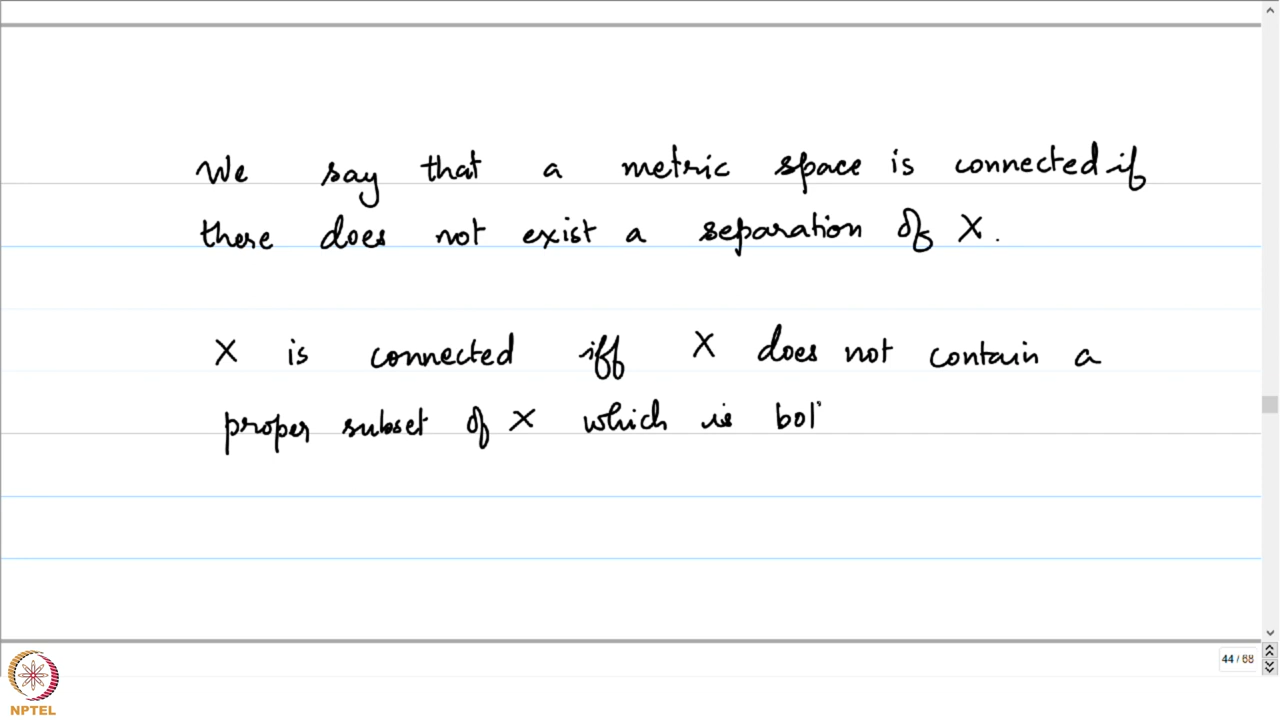 We say that a metric space is connected if
there does not exist a separation of X.
X is connected iff X does not contain a
proper subset of X which is
44 / 68
NPTEL